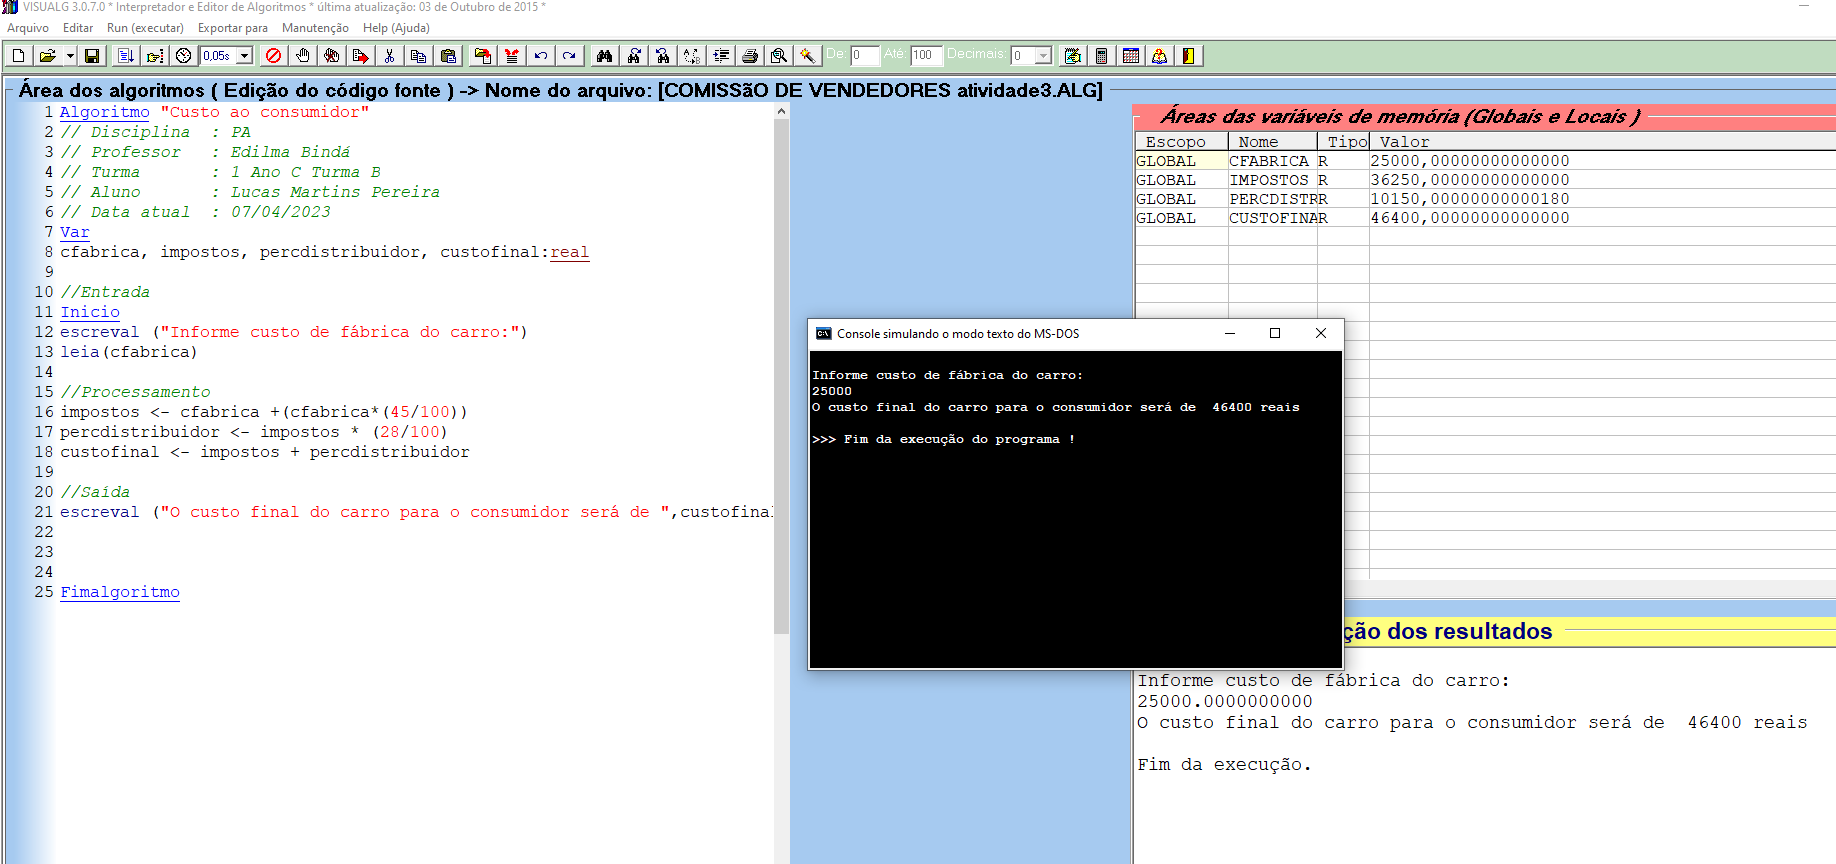 VISUALG 3.0.7.0 * Interpretador e Editor de Algoritmos * última atualização: 03 de Outubro de 2015 *
Arquivo Editar Run (executar) Exportar para Manutenção Help (Ajuda)
0,05s De: 0 Até: 100 Decimais: 0
Área dos algoritmos ( Edição do código fonte ) -> Nome do arquivo: [COMISSãO DE VENDEDORES atividade3.ALG]
1 Algoritmo "Custo ao consumidor"
2 // Disciplina : PA
3 // Professor : Edilma Bindá
4 // Turma : 1 Ano C Turma B
5 // Aluno : Lucas Martins Pereira
6 // Data atual : 07/04/2023
7 Var
8 cfabrica, impostos, percdistribuidor, custofinal:real
9
10 //Entrada
11 Inicio
12 escreval ("Informe custo de fábrica do carro:")
13 leia(cfabrica)
14
15 //Processamento
16 impostos <- cfabrica +(cfabrica*(45/100))
17 percdistribuidor <- impostos * (28/100)
18 custofinal <- impostos + percdistribuidor
19
20 //Saída
21 escreval ("O custo final do carro para o consumidor será de ",custofinal
22
23
24
25 Fimalgoritmo
Áreas das variáveis de memória (Globais e Locais )
Escopo Nome Tipo Valor
GLOBAL CFABRICA R 25000,00000000000000
GLOBAL IMPOSTOS R 36250,00000000000000
GLOBAL PERCDISTR R 10150,00000000000180
GLOBAL CUSTOFINA R 46400,00000000000000
Console simulando o modo texto do MS-DOS
Informe custo de fábrica do carro:
25000
O custo final do carro para o consumidor será de 46400 reais
>>> Fim da execução do programa !
ção dos resultados
Informe custo de fábrica do carro:
25000.0000000000
O custo final do carro para o consumidor será de 46400 reais
Fim da execução.